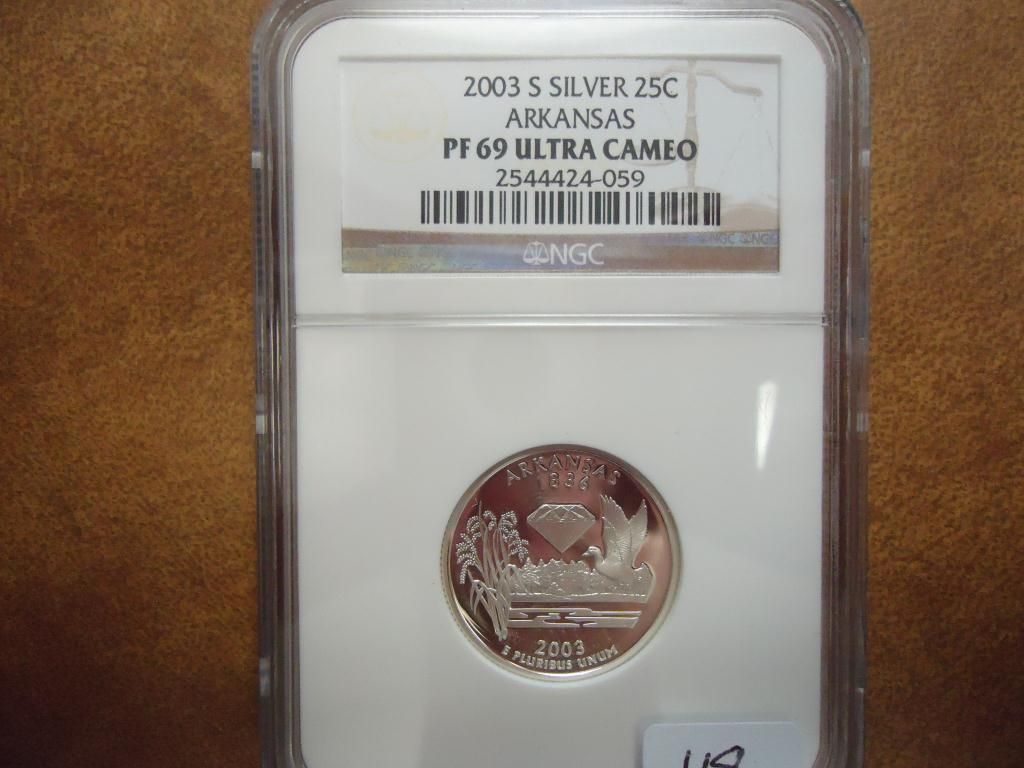 2003 S SILVER 25C
ARKANSAS
PF 69 ULTRA CAMEO
2544424-059
NGC
ARKANSAS
1836
2003
E PLURIBUS UNUM